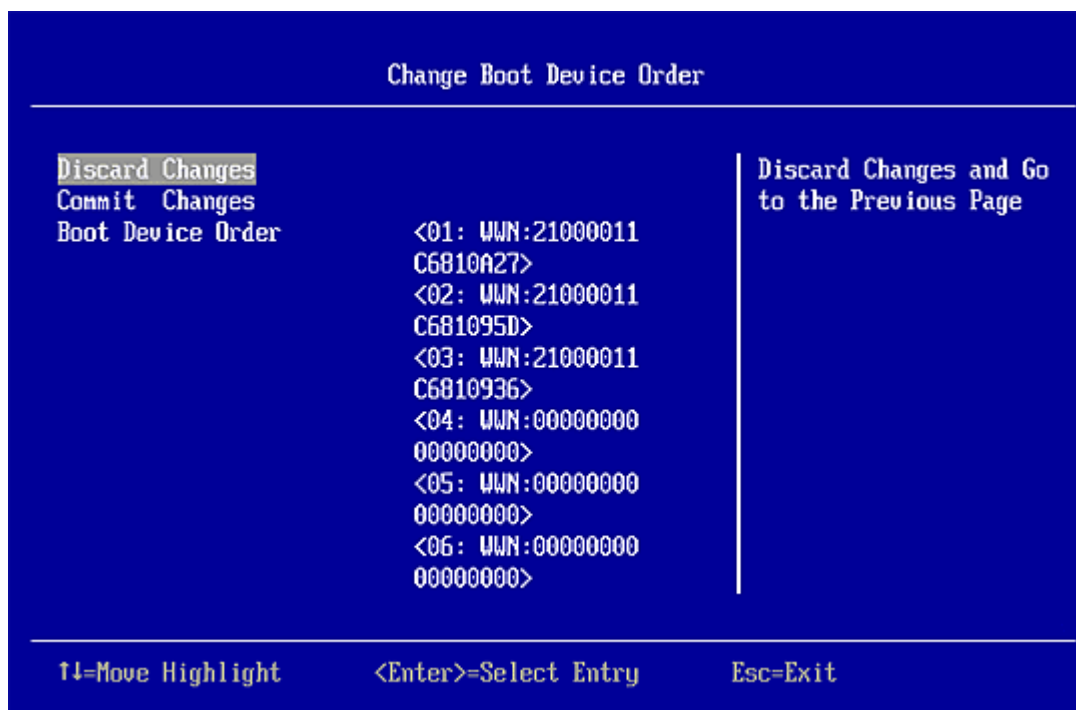 Change Boot Device Order
Discard Changes
Commit  Changes
Boot Device Order
<01: WWN:21000011
C6810A27>
<02: WWN:21000011
C681095D>
<03: WWN:21000011
C6810936>
<04: WWN:00000000
00000000>
<05: WWN:00000000
00000000>
<06: WWN:00000000
00000000>
Discard Changes and Go
to the Previous Page
↑↓=Move Highlight
<Enter>=Select Entry
Esc=Exit